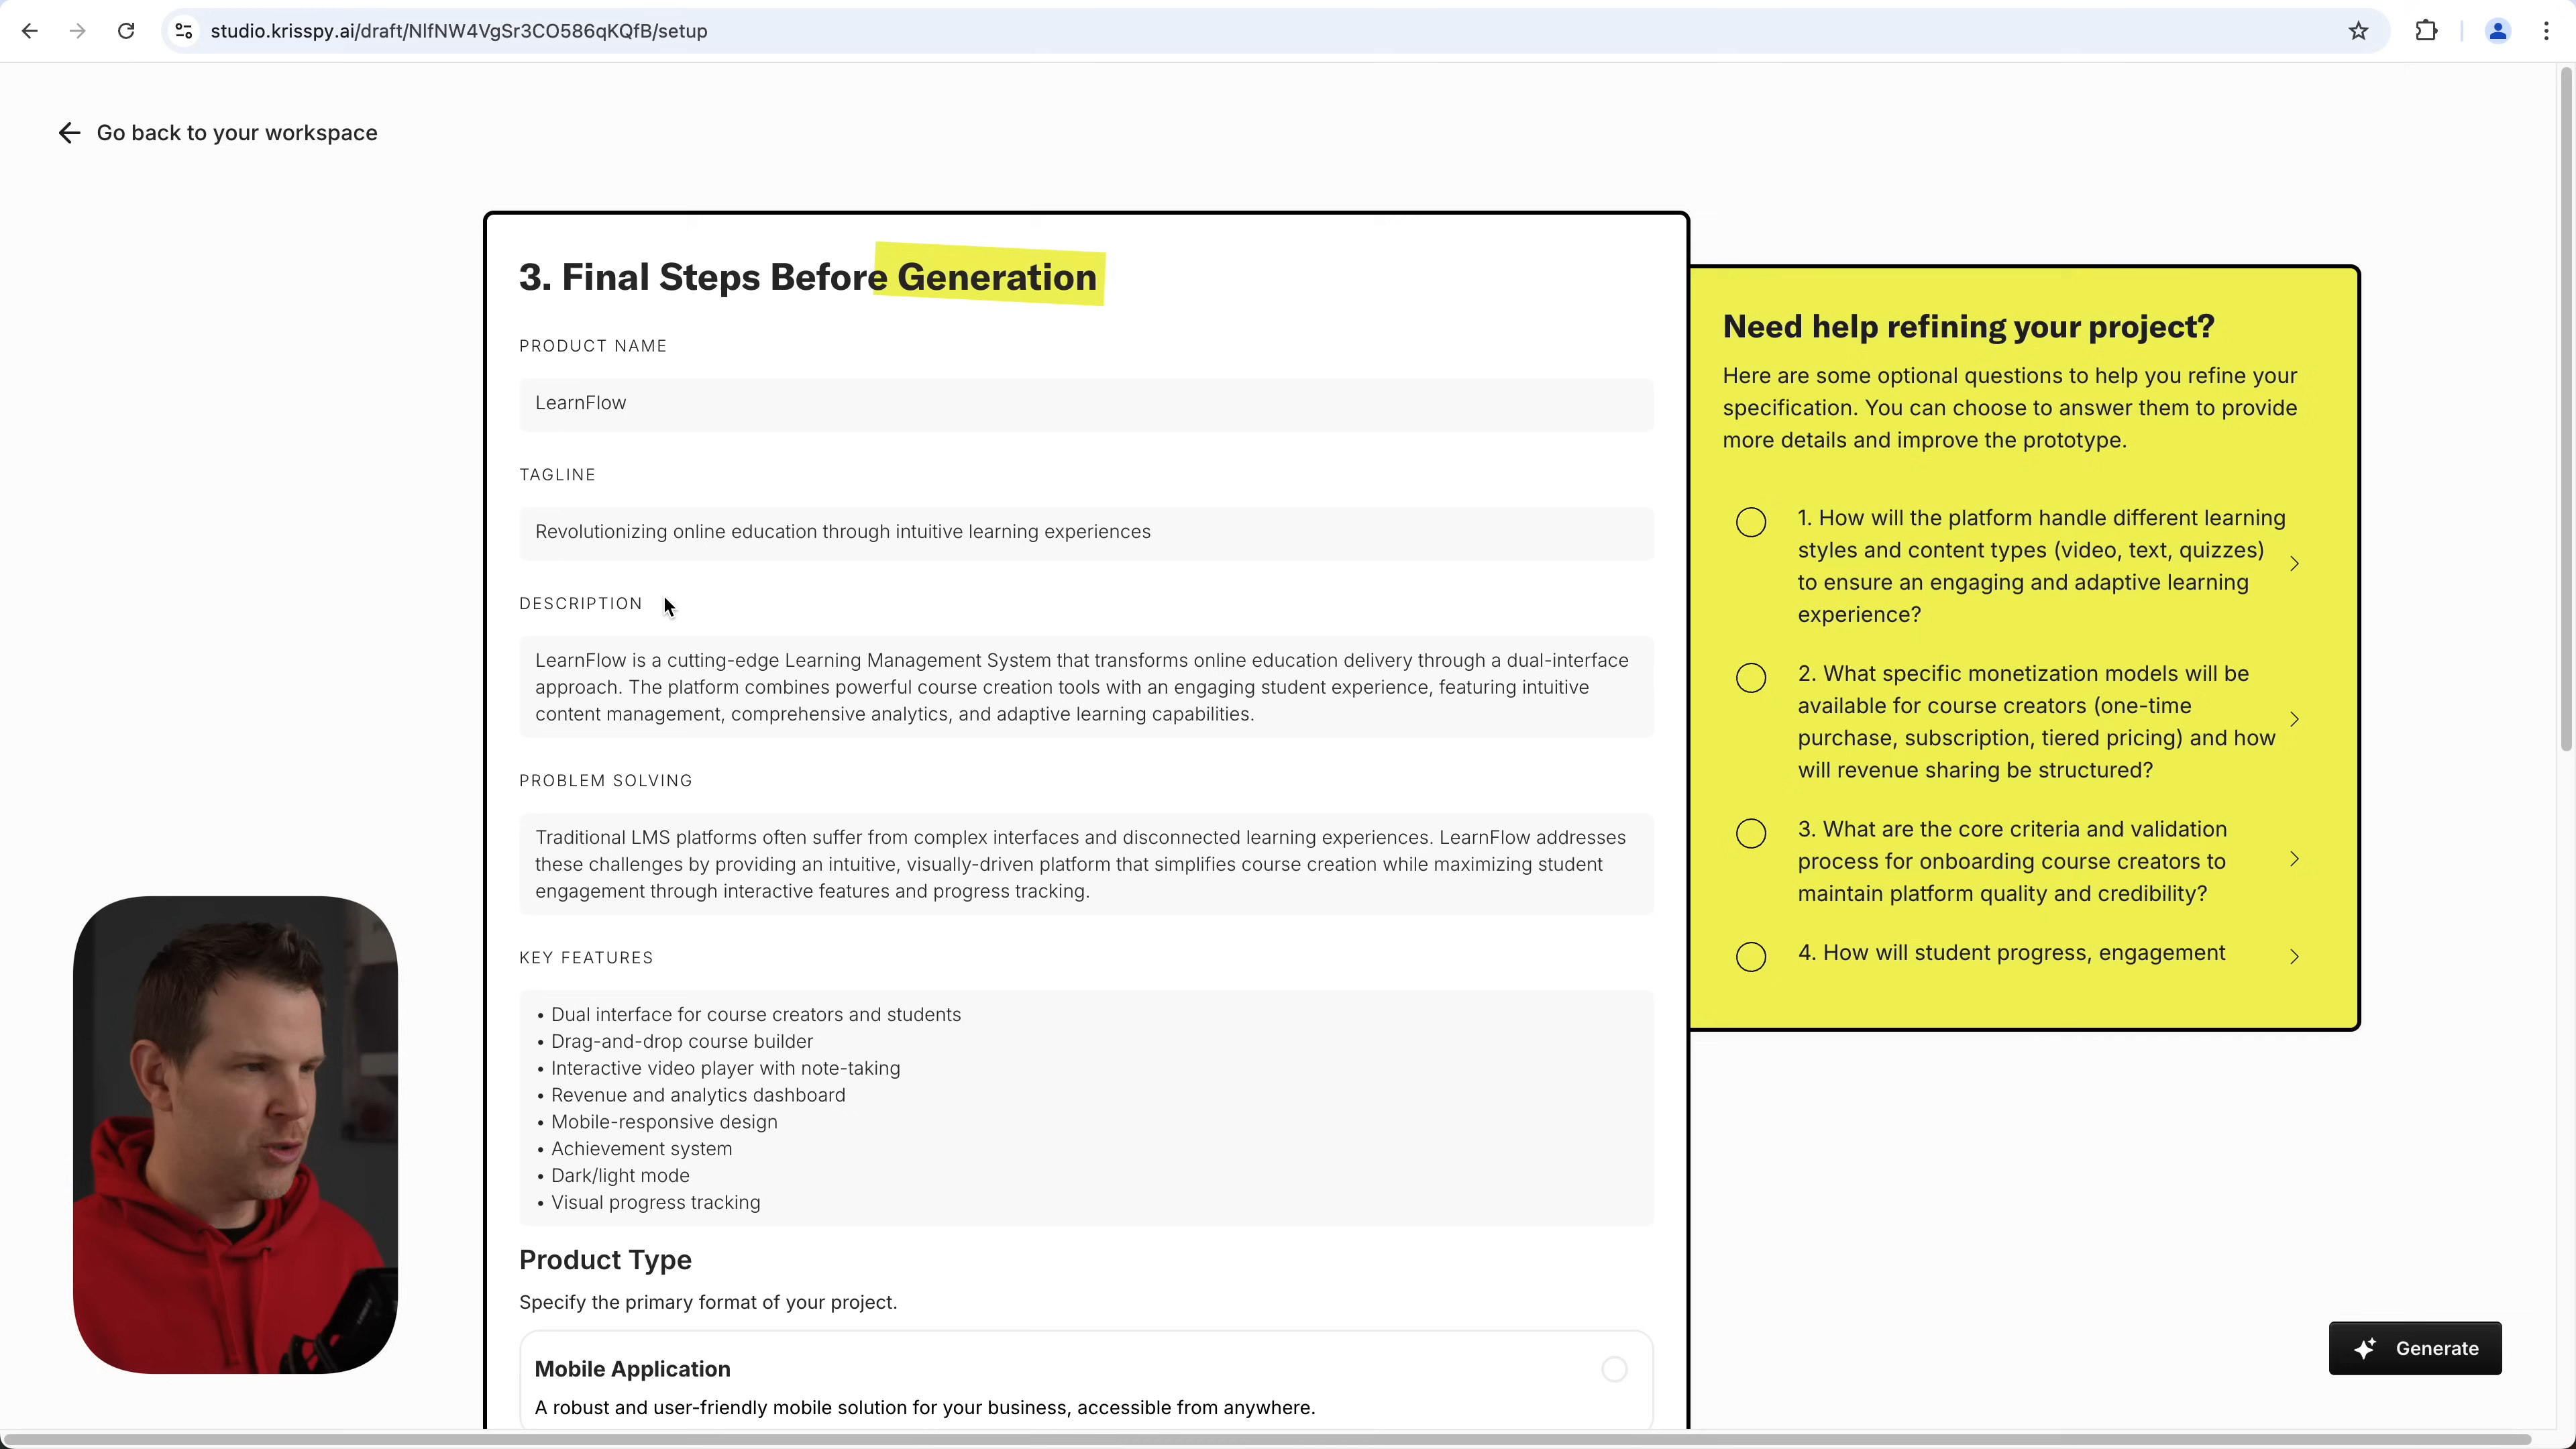 studio.krisspy.ai/draft/NlfNW4VgSr3CO586qKQfB/setup
Go back to your workspace
3. Final Steps Before Generation
PRODUCT NAME
LearnFlow
TAGLINE
Revolutionizing online education through intuitive learning experiences
DESCRIPTION
LearnFlow is a cutting-edge Learning Management System that transforms online education delivery through a dual-interface
approach. The platform combines powerful course creation tools with an engaging student experience, featuring intuitive
content management, comprehensive analytics, and adaptive learning capabilities.
PROBLEM SOLVING
Traditional LMS platforms often suffer from complex interfaces and disconnected learning experiences. LearnFlow addresses
these challenges by providing an intuitive, visually-driven platform that simplifies course creation while maximizing student
engagement through interactive features and progress tracking.
KEY FEATURES
• Dual interface for course creators and students
• Drag-and-drop course builder
• Interactive video player with note-taking
• Revenue and analytics dashboard
• Mobile-responsive design
• Achievement system
• Dark/light mode
• Visual progress tracking
Product Type
Specify the primary format of your project.
Mobile Application
A robust and user-friendly mobile solution for your business, accessible from anywhere.
Need help refining your project?
Here are some optional questions to help you refine your
specification. You can choose to answer them to provide
more details and improve the prototype.
1. How will the platform handle different learning
styles and content types (video, text, quizzes)
to ensure an engaging and adaptive learning
experience?
2. What specific monetization models will be
available for course creators (one-time
purchase, subscription, tiered pricing) and how
will revenue sharing be structured?
3. What are the core criteria and validation
process for onboarding course creators to
maintain platform quality and credibility?
4. How will student progress, engagement
Generate